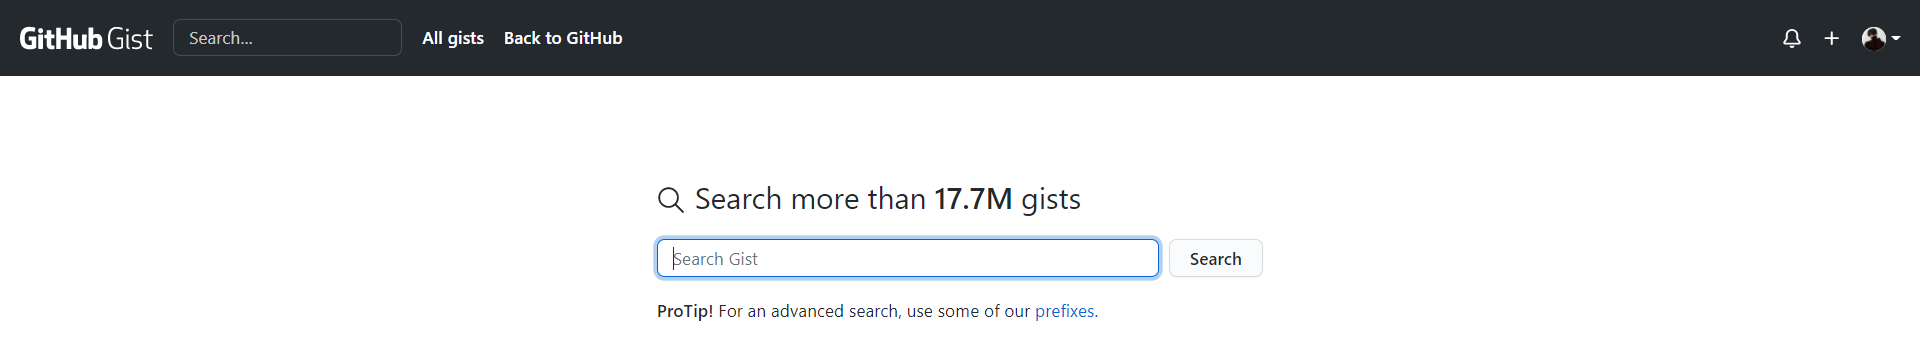 GitHub Gist Search... All gists Back to GitHub
Search more than 17.7M gists
Search Gist Search
ProTip! For an advanced search, use some of our prefixes.